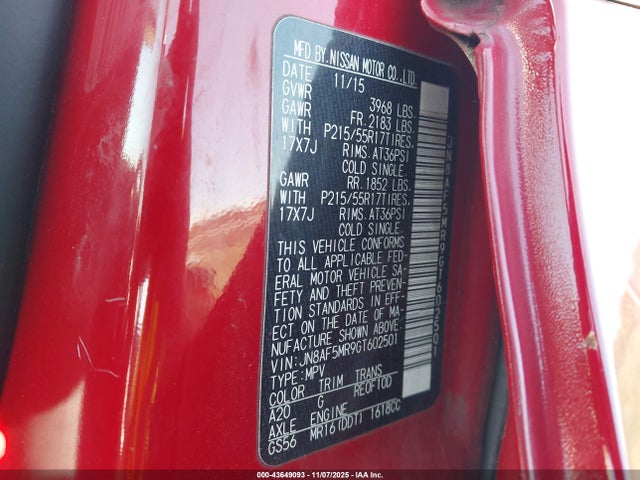 MFD BY NISSAN MOTOR CO.,LTD.
DATE 11/15
GVWR 3968 LBS.
GAWR FR. 2183 LBS.
WITH P215/55R17TIRES.
17X7J RIMS. AT36PSI
COLD SINGLE.
GAWR RR. 1852 LBS.
WITH P215/55R17TIRES.
17X7J RIMS. AT36PSI
COLD SINGLE.
THIS VEHICLE CONFORMS
TO ALL APPLICABLE FED-
ERAL MOTOR VEHICLE SA-
FETY AND THEFT PREVEN-
TION STANDARDS IN EFF-
ECT ON THE DATE OF MA-
NUFACTURE SHOWN ABOVE.
VIN: JN8AF5MR9GT602501
TYPE: MPV
COLOR TRIM TRANS
A20 G RE0F10D
AXLE ENGINE
GS56 MR16(DDT) 1618CC
JN8AF5MR9GT602501
000-43649093 - 11/07/2025 - IAAI.COM